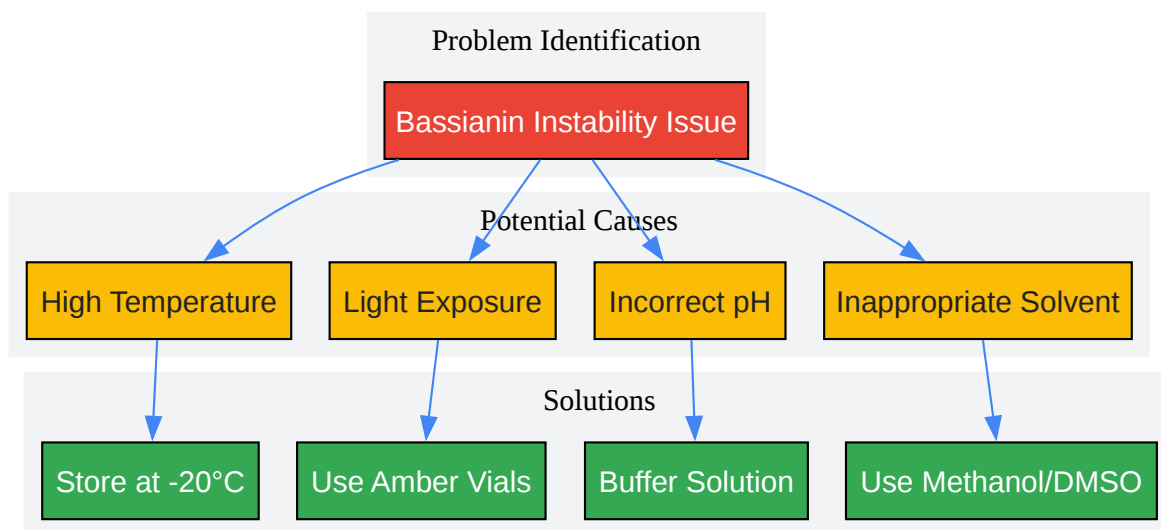 Problem Identification
Bassianin Instability Issue
Potential Causes
High Temperature
Light Exposure
Incorrect pH
Inappropriate Solvent
Solutions
Store at -20°C
Use Amber Vials
Buffer Solution
Use Methanol/DMSO